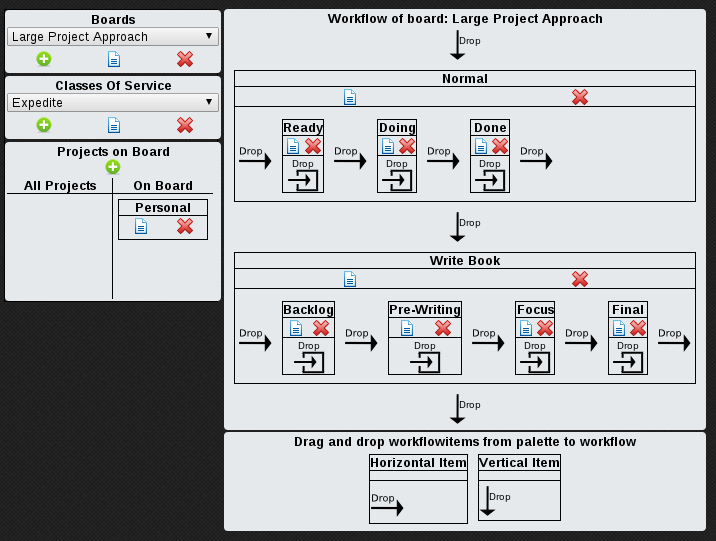 Boards
Large Project Approach
Classes Of Service
Expedite
Projects on Board
All Projects On Board
Personal
Workflow of board: Large Project Approach
Drop
Normal
Ready Doing Done
Drop Drop Drop Drop
Drop Drop Drop
Drop
Write Book
Backlog Pre-Writing Focus Final
Drop Drop Drop Drop Drop
Drop Drop Drop Drop
Drop
Drag and drop workflowitems from palette to workflow
Horizontal Item Vertical Item
Drop Drop